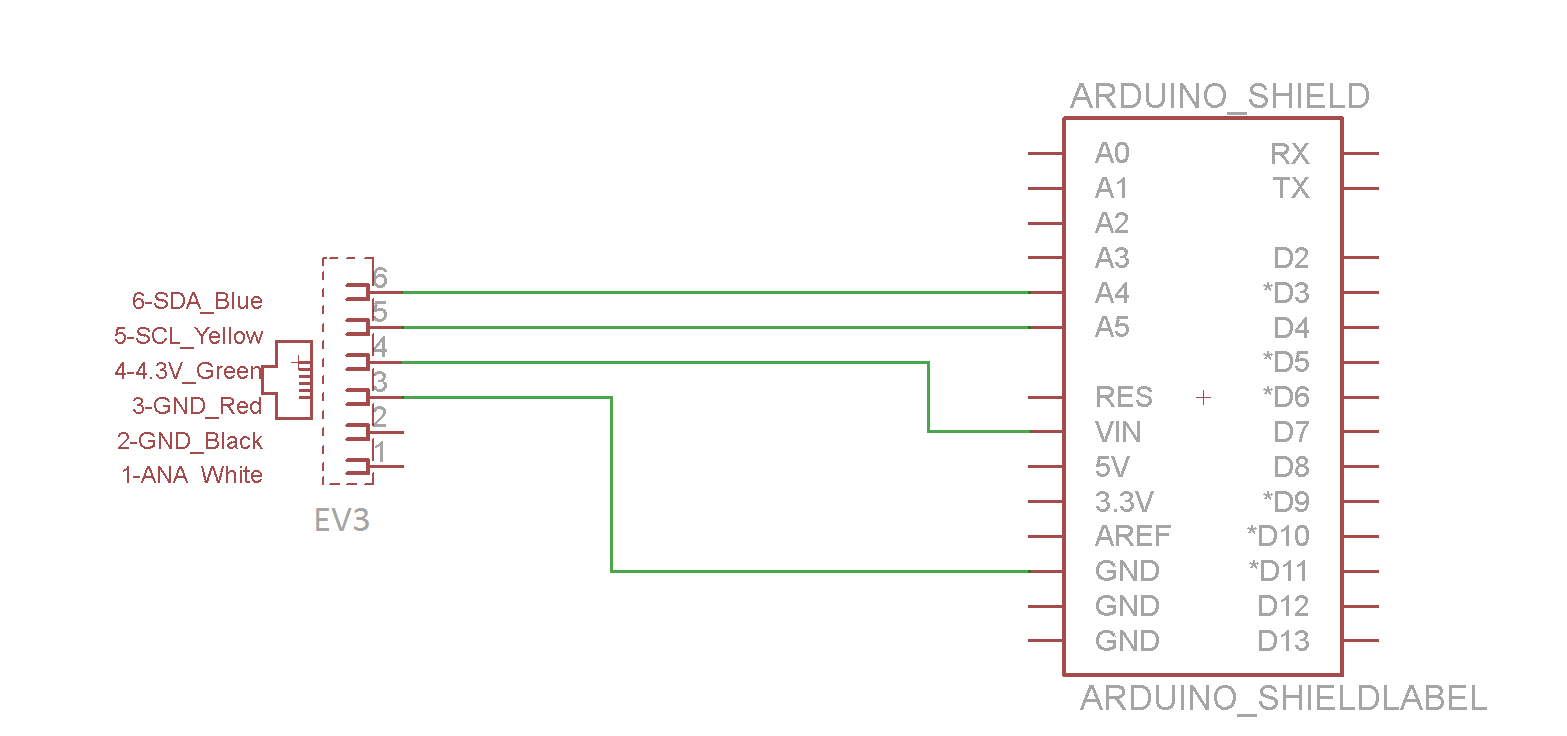 ARDUINO_SHIELD
A0 RX
A1 TX
A2
A3 D2
6
6-SDA_Blue
A4 *D3
5
5-SCL_Yellow
A5 D4
4
4-4.3V_Green
*D5
3
3-GND_Red
RES *D6
2
2-GND_Black
VIN D7
1
1-ANA White
5V D8
3.3V *D9
EV3
AREF *D10
GND *D11
GND D12
GND D13
ARDUINO_SHIELDLABEL